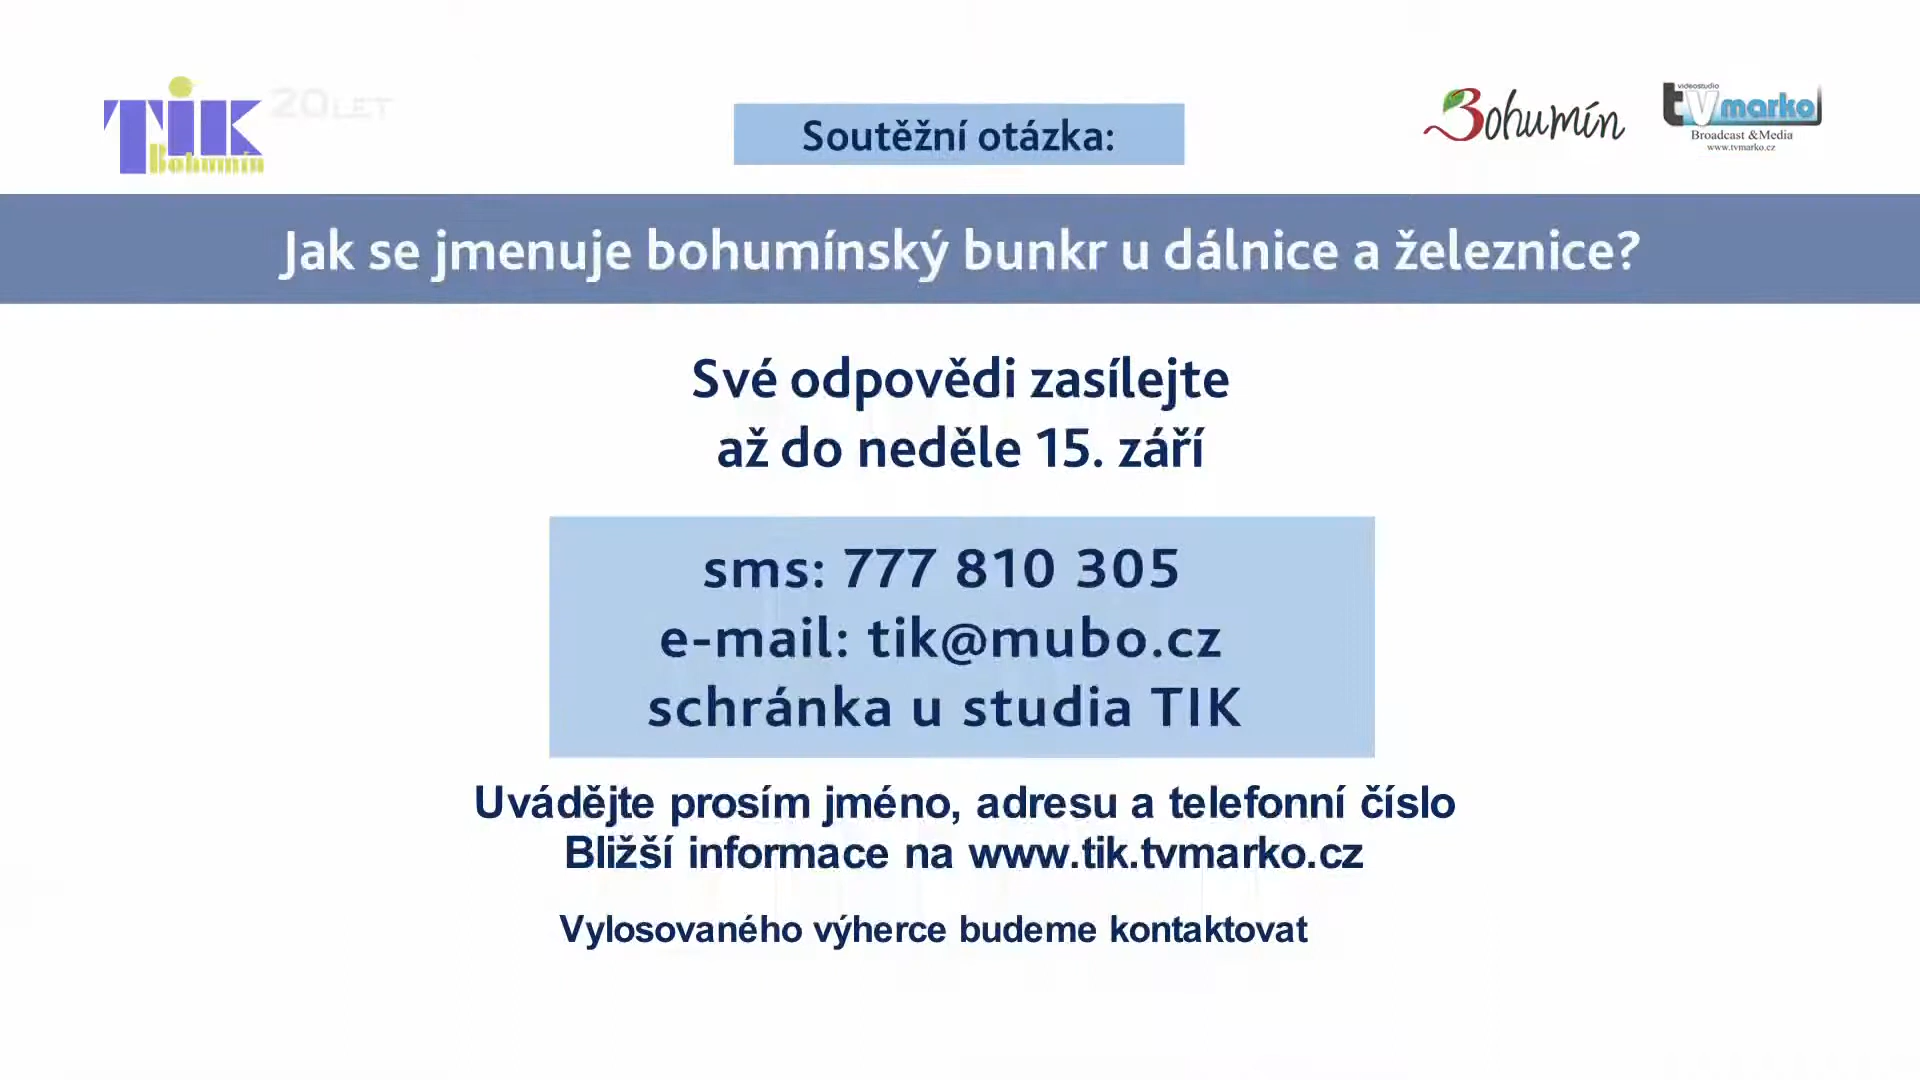 TiK 20 LET
Bohumín
Soutěžní otázka:
Bohumín
videostudio
tvmarko
Broadcast & Media
www.tvmarko.cz
Jak se jmenuje bohumínský bunkr u dálnice a železnice?
Své odpovědi zasílejte
až do neděle 15. září
sms: 777 810 305
e-mail: tik@mubo.cz
schránka u studia TIK
Uvádějte prosím jméno, adresu a telefonní číslo
Bližší informace na www.tik.tvmarko.cz
Vylosovaného výherce budeme kontaktovat